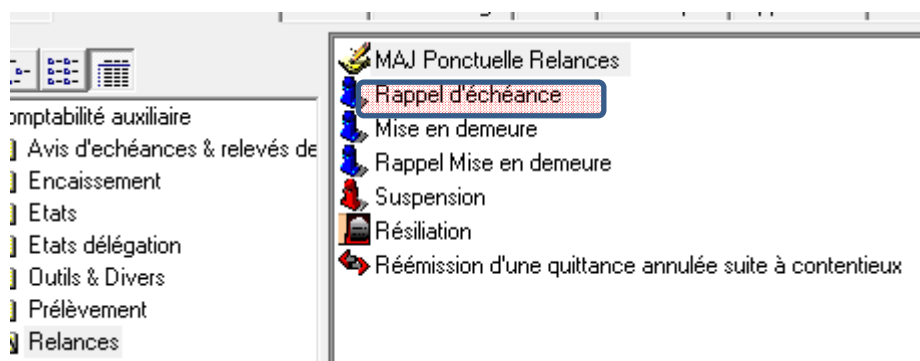 omptabilité auxiliaire
Avis d'echéances & relevés de
Encaissement
Etats
Etats délégation
Outils & Divers
Prélèvement
Relances
MAJ Ponctuelle Relances
Rappel d'échéance
Mise en demeure
Rappel Mise en demeure
Suspension
Résiliation
Réémission d'une quittance annulée suite à contentieux